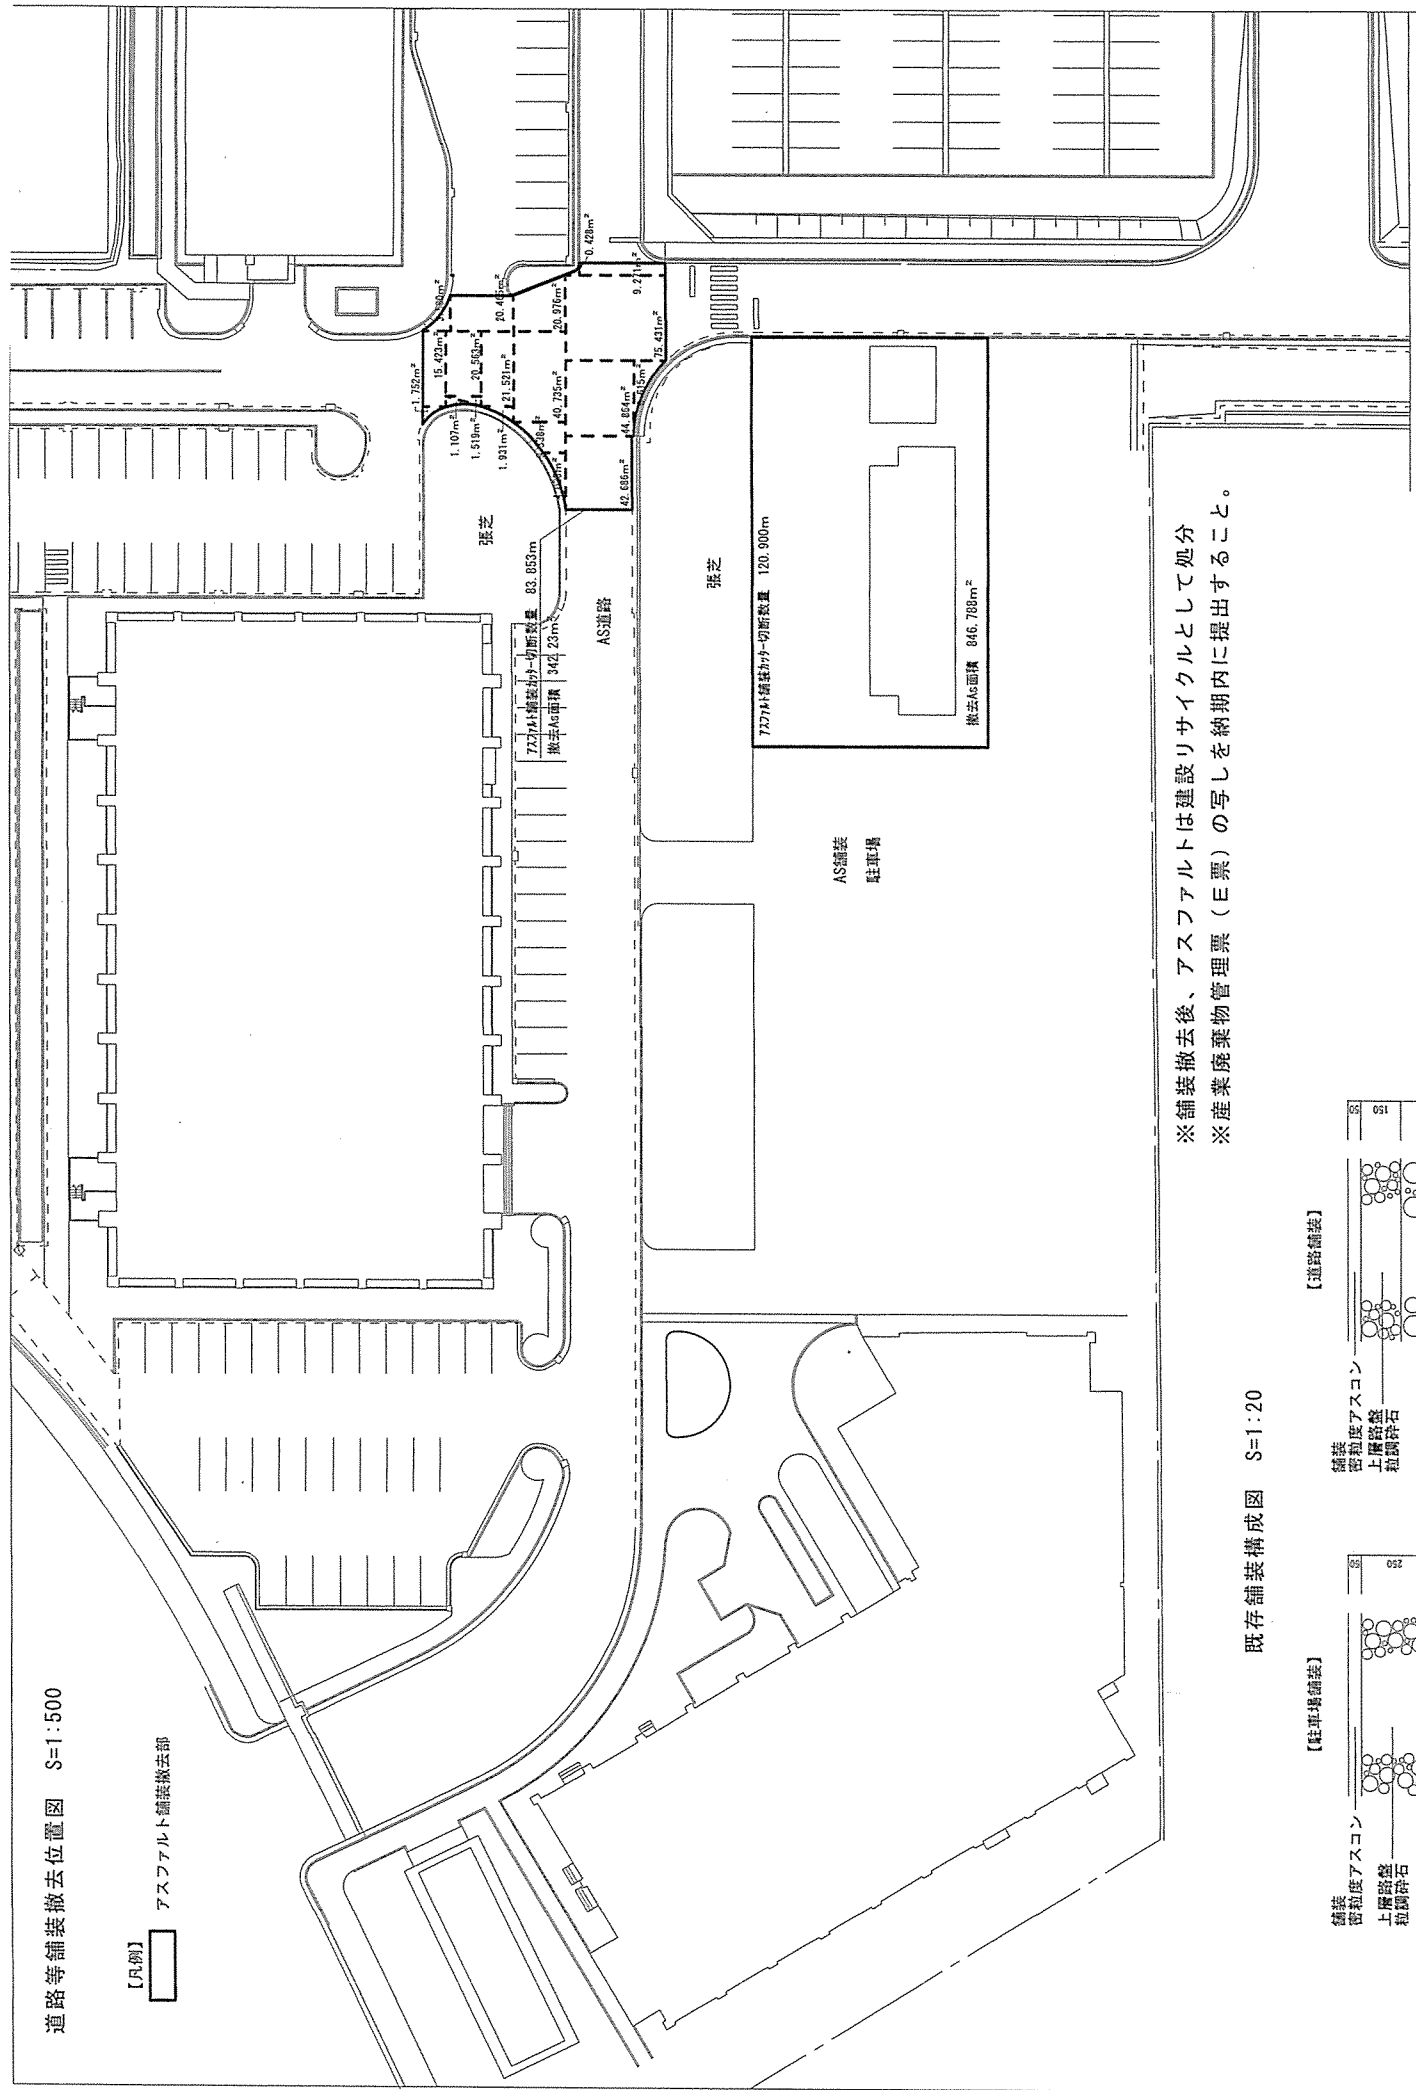 道路等舗装撤去位置図 S=1:500
【凡例】
アスファルト舗装撤去部
1.752m²
15.423m²
20.563m²
21.521m²
20.976m²
0.428m²
9.271m²
75.431m²
40.735m²
44.864m²
42.686m²
1.107m²
1.519m²
1.931m²
張芝
アスファルト舗装カッター切断数量 83.853m
撤去As面積 342.23m²
AS道路
張芝
アスファルト舗装カッター切断数量 120.900m
撤去As面積 846.788m²
AS舗装
駐車場
※舗装撤去後、アスファルトは建設リサイクルとして処分
※産業廃棄物管理票(E票)の写しを納期内に提出すること。
既存舗装構成図 S=1:20
【駐車場舗装】
舗装
密粒度アスコン
上層路盤
粒調砕石
50
250
【道路舗装】
舗装
密粒度アスコン
上層路盤
粒調砕石
50
150